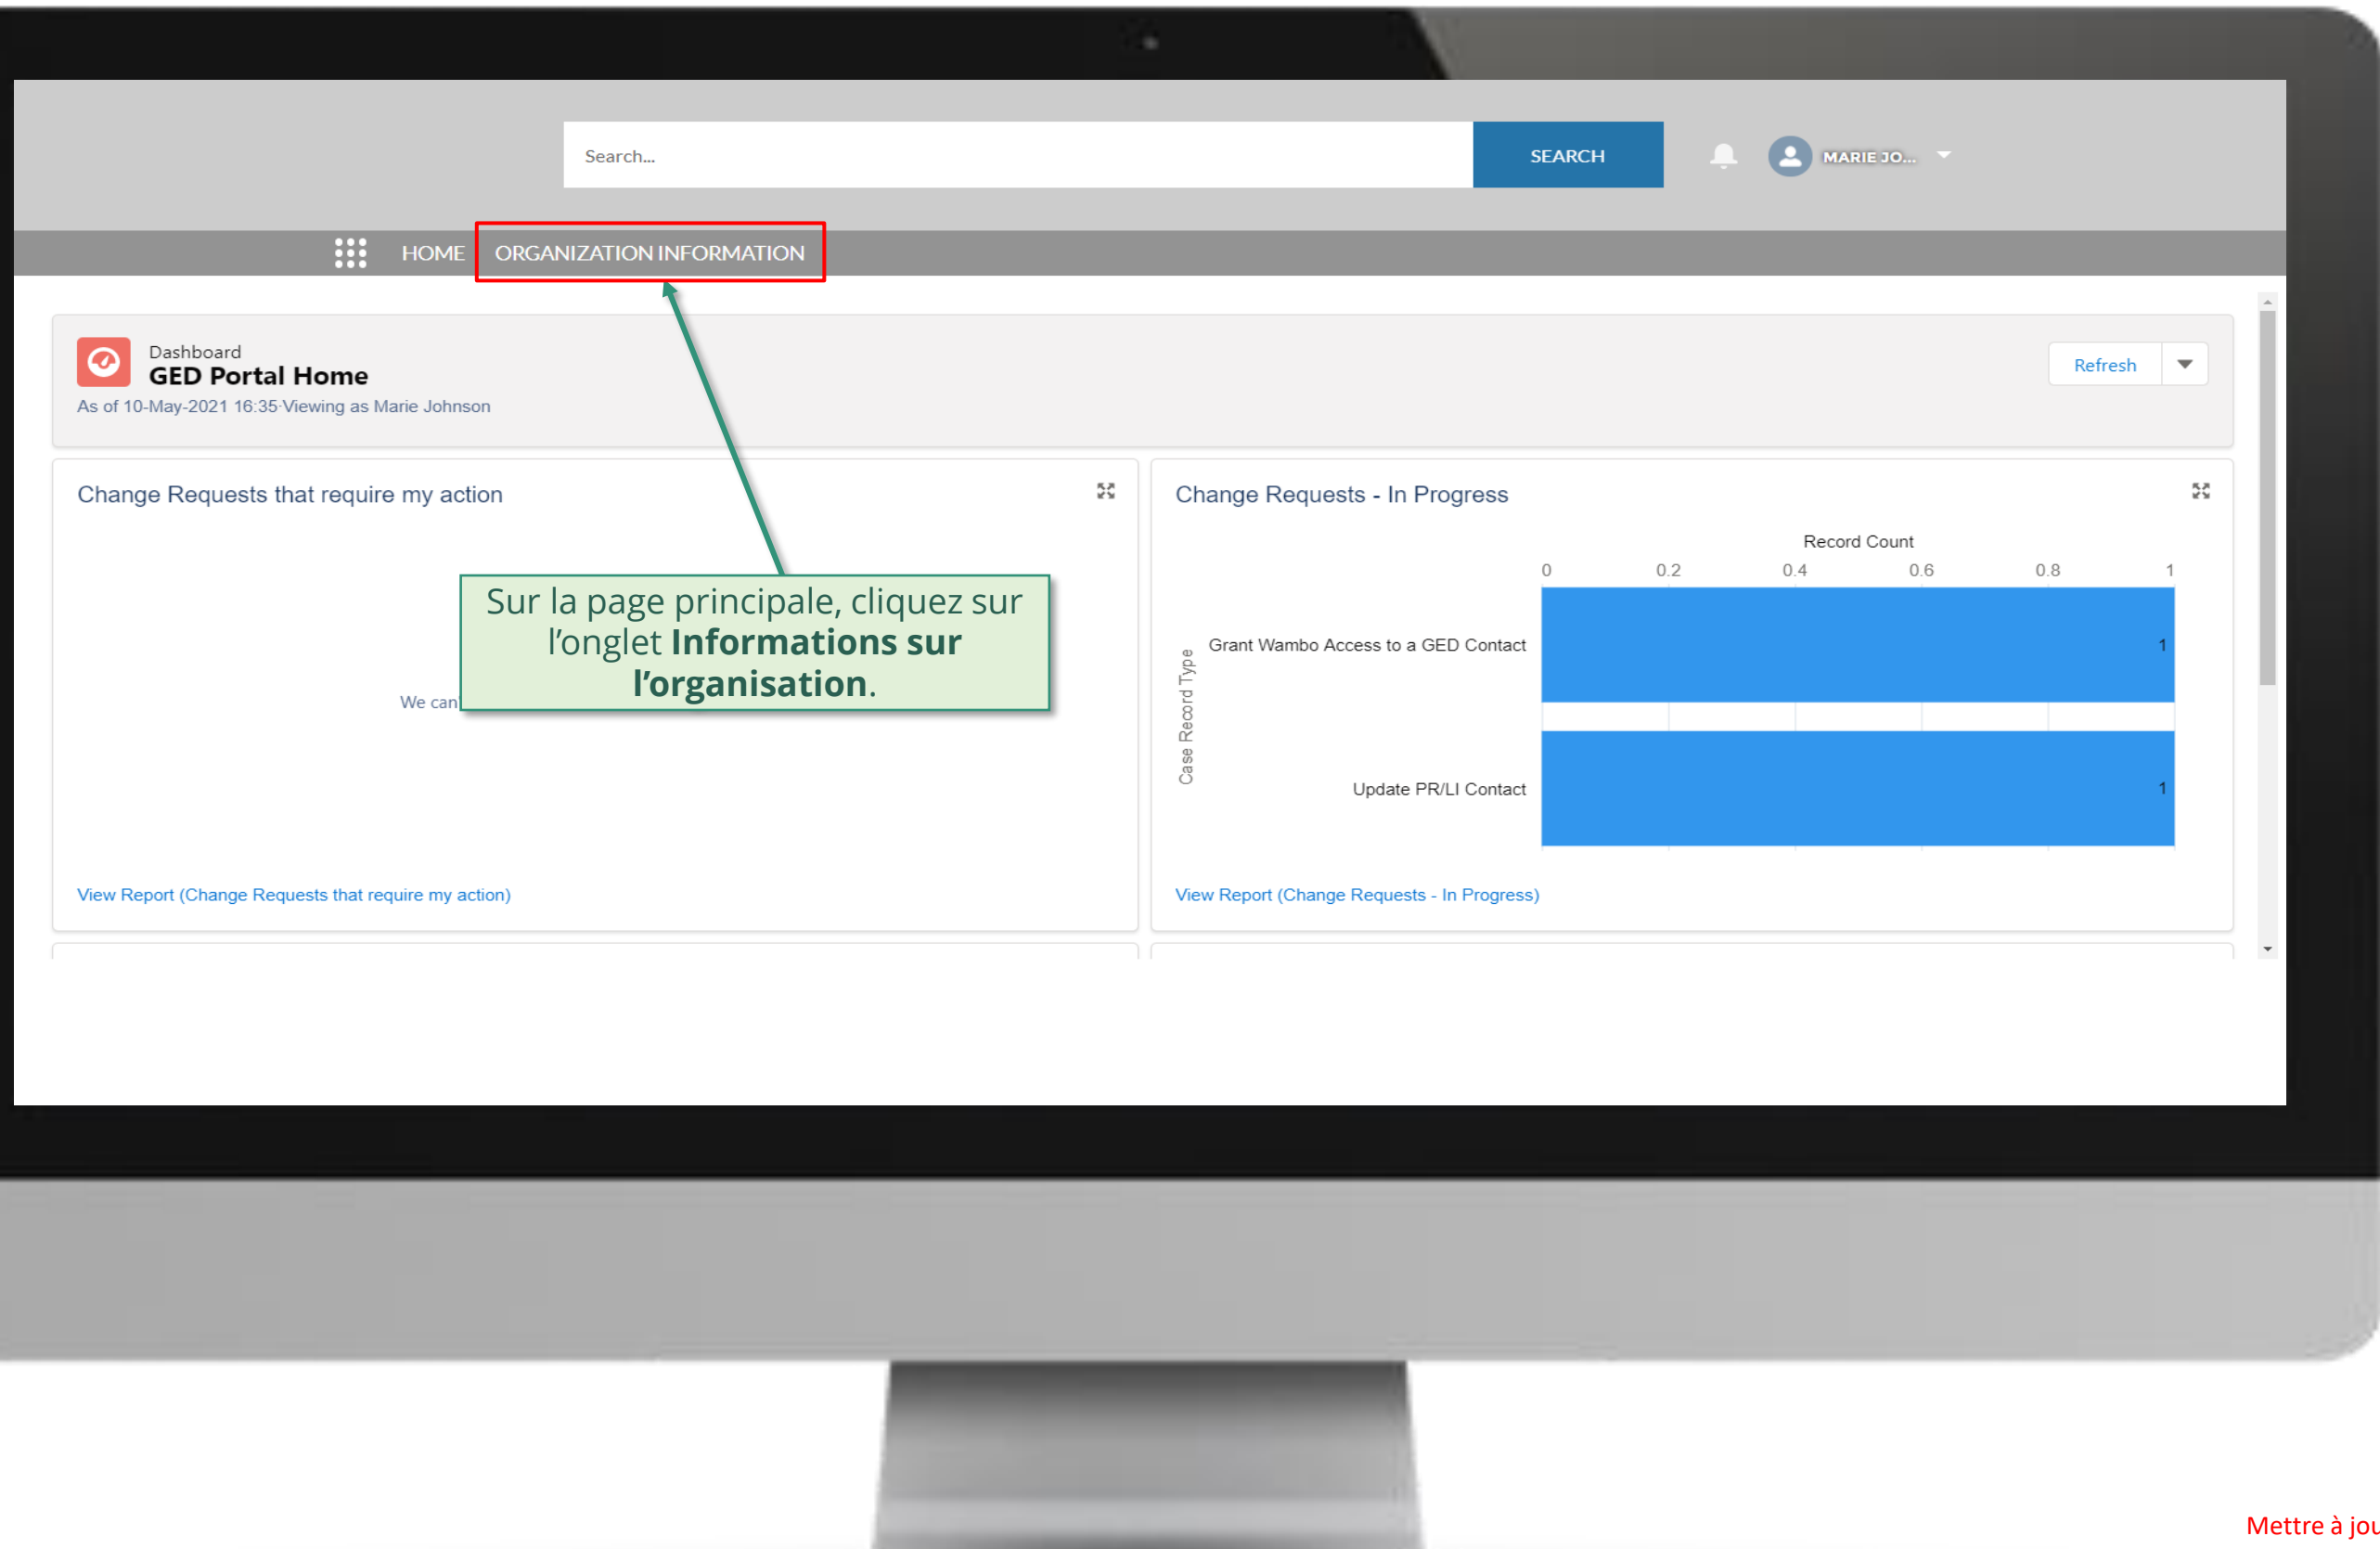 Search...
SEARCH
MARIE JO...
HOME
ORGANIZATION INFORMATION
Dashboard
GED Portal Home
As of 10-May-2021 16:35·Viewing as Marie Johnson
Refresh
Change Requests that require my action
We can
View Report (Change Requests that require my action)
Sur la page principale, cliquez sur
l’onglet Informations sur
l’organisation.
Change Requests - In Progress
Record Count
0 0.2 0.4 0.6 0.8 1
Case Record Type
Grant Wambo Access to a GED Contact
1
Update PR/LI Contact
1
View Report (Change Requests - In Progress)
Mettre à jou